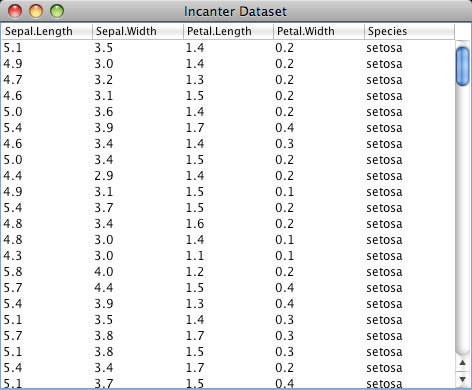 Incanter Dataset
Sepal.Length Sepal.Width Petal.Length Petal.Width Species
5.1 3.5 1.4 0.2 setosa
4.9 3.0 1.4 0.2 setosa
4.7 3.2 1.3 0.2 setosa
4.6 3.1 1.5 0.2 setosa
5.0 3.6 1.4 0.2 setosa
5.4 3.9 1.7 0.4 setosa
4.6 3.4 1.4 0.3 setosa
5.0 3.4 1.5 0.2 setosa
4.4 2.9 1.4 0.2 setosa
4.9 3.1 1.5 0.1 setosa
5.4 3.7 1.5 0.2 setosa
4.8 3.4 1.6 0.2 setosa
4.8 3.0 1.4 0.1 setosa
4.3 3.0 1.1 0.1 setosa
5.8 4.0 1.2 0.2 setosa
5.7 4.4 1.5 0.4 setosa
5.4 3.9 1.3 0.4 setosa
5.1 3.5 1.4 0.3 setosa
5.7 3.8 1.7 0.3 setosa
5.1 3.8 1.5 0.3 setosa
5.4 3.4 1.7 0.2 setosa
5.1 3.7 1.5 0.4 setosa